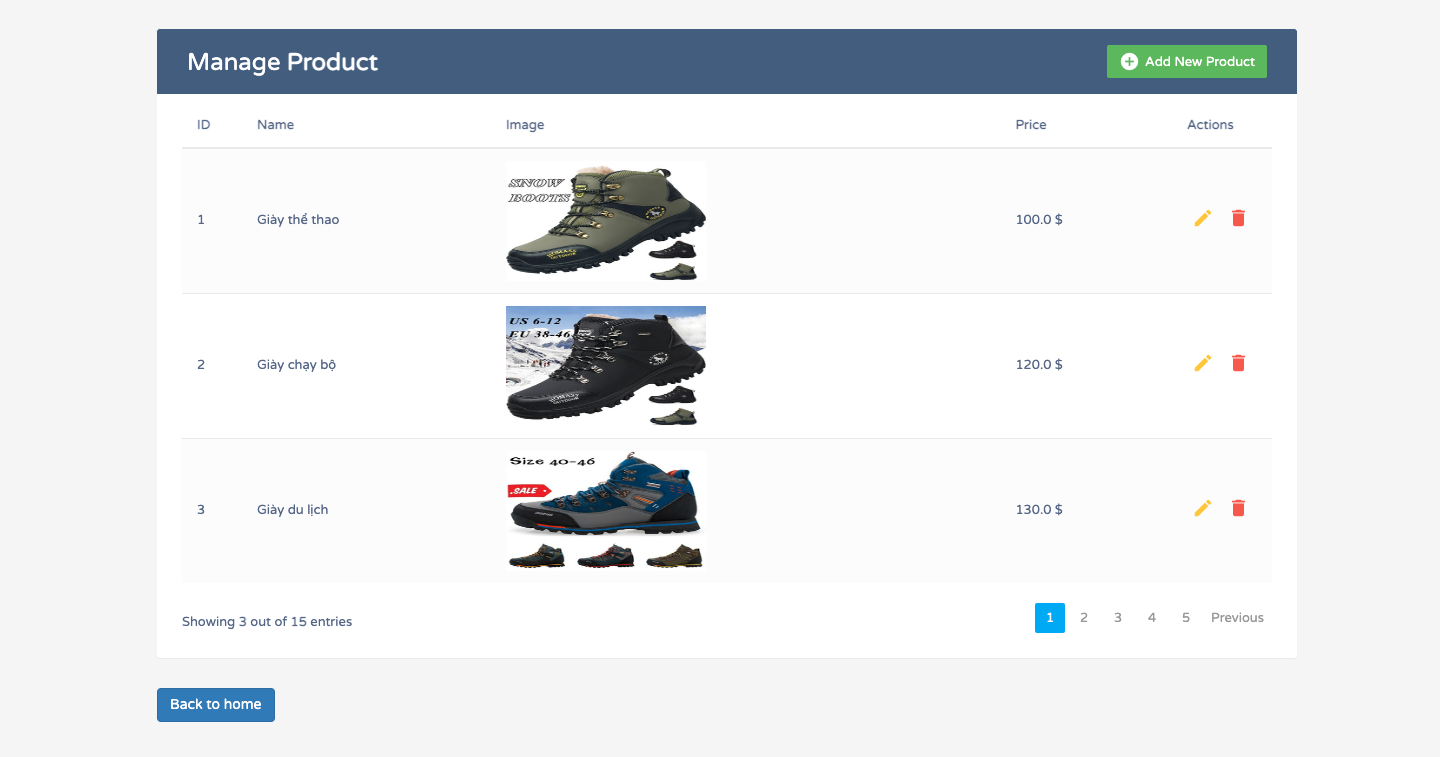 Manage Product
Add New Product
ID Name Image Price Actions
SNOW
BOOTS
1 Giày thể thao 100.0 $
US 6-12
EU 38-46
2 Giày chạy bộ 120.0 $
Size 40-46
SALE
3 Giày du lịch 130.0 $
Showing 3 out of 15 entries
1 2 3 4 5 Previous
Back to home